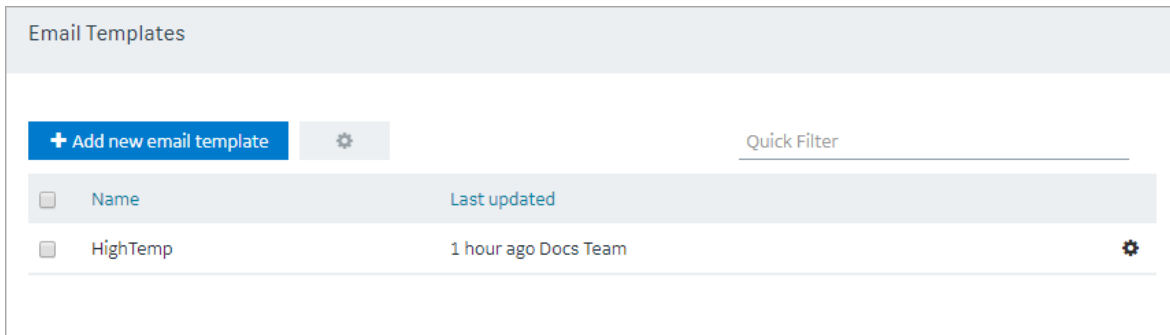 Email Templates
Add new email template
Quick Filter
Name Last updated
HighTemp 1 hour ago Docs Team